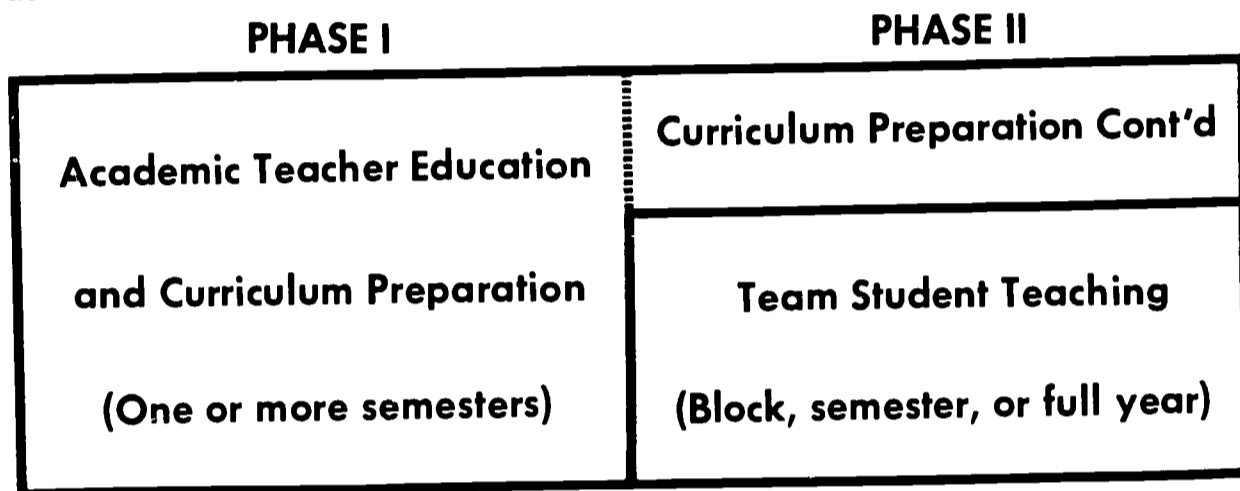 PHASE I
PHASE II
Academic Teacher Education
and Curriculum Preparation
(One or more semesters)
Curriculum Preparation Cont'd
Team Student Teaching
(Block, semester, or full year)